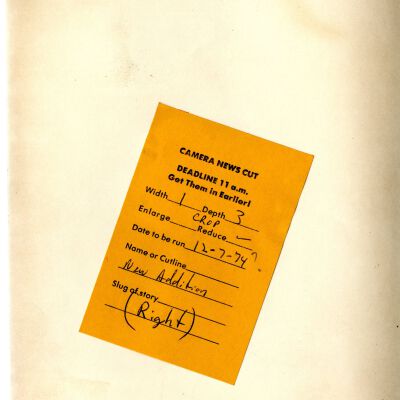 CAMERA NEWS CUT
DEADLINE 11 a.m.
Get Them in Earlier!
Width 1 Depth 3
CROP
Enlarge Reduce ✓
Date to be run 12-7-74?
Name or Cutline
New Addition
Slug of story
(Right)